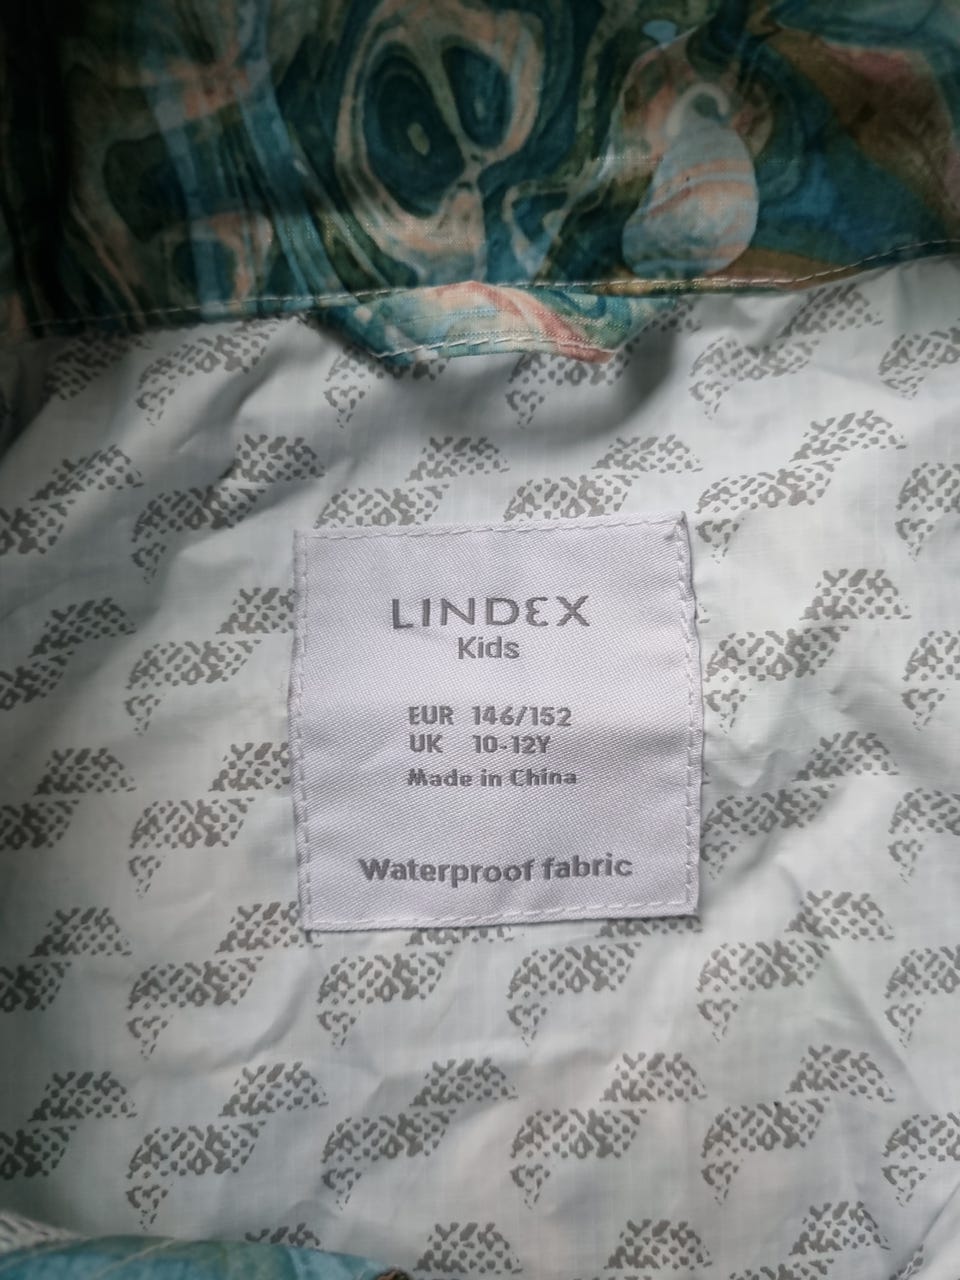 LINDEX
Kids
EUR 146/152
UK 10-12Y
Made in China
Waterproof fabric